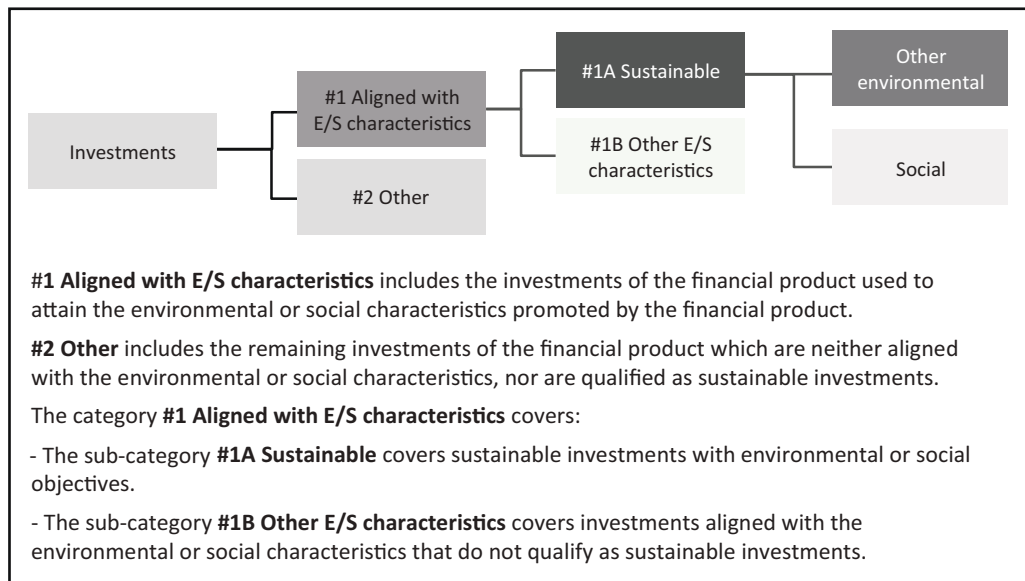 Investments
#1 Aligned with
E/S characteristics
#2 Other
#1A Sustainable
#1B Other E/S
characteristics
Other
environmental
Social
#1 Aligned with E/S characteristics includes the investments of the financial product used to
attain the environmental or social characteristics promoted by the financial product.
#2 Other includes the remaining investments of the financial product which are neither aligned
with the environmental or social characteristics, nor are qualified as sustainable investments.
The category #1 Aligned with E/S characteristics covers:
- The sub-category #1A Sustainable covers sustainable investments with environmental or social
objectives.
- The sub-category #1B Other E/S characteristics covers investments aligned with the
environmental or social characteristics that do not qualify as sustainable investments.